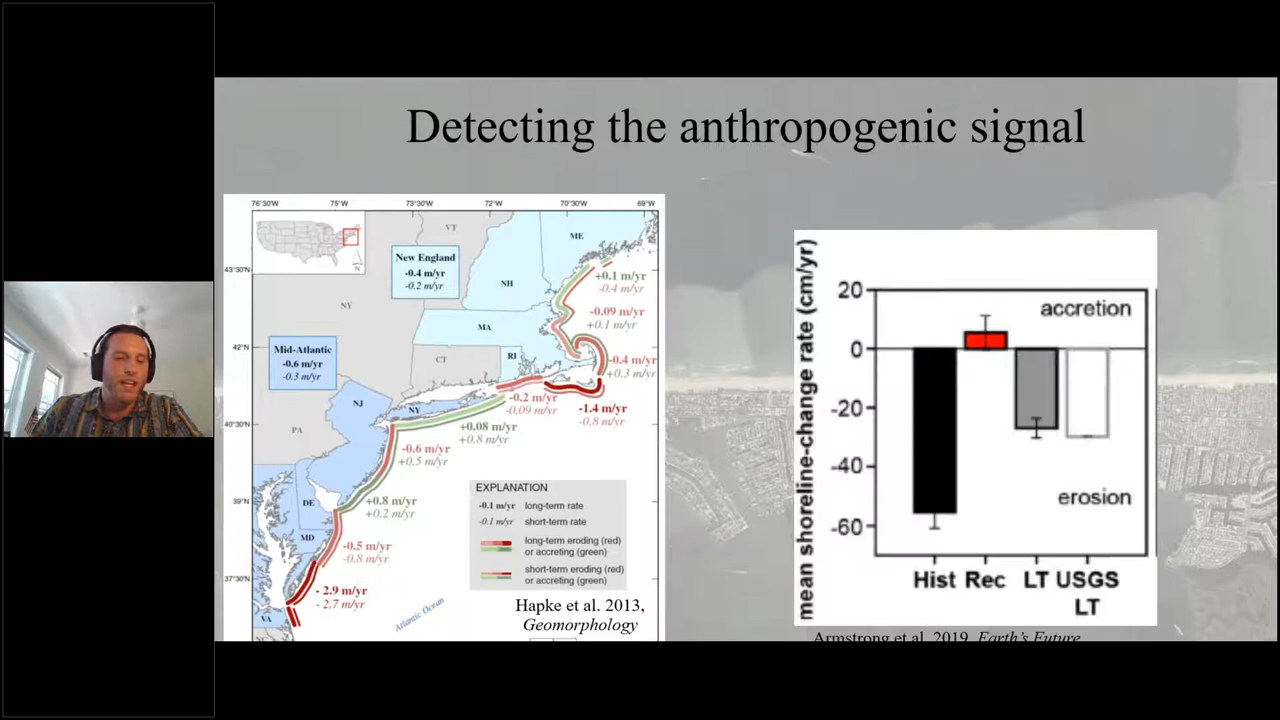 Detecting the anthropogenic signal
76°30'W 75°W 73°30'W 72°W 70°30'W 69°W
43°30'N
42°N
40°30'N
39°N
37°30'N
N
VT
ME
New England
-0.4 m/yr
-0.2 m/yr
NH
+0.1 m/yr
-0.4 m/yr
NY
-0.09 m/yr
+0.1 m/yr
MA
Mid-Atlantic
-0.6 m/yr
-0.3 m/yr
CT
RI
-0.4 m/yr
+0.3 m/yr
NJ
NY
-0.2 m/yr
-0.09 m/yr
-1.4 m/yr
-0.8 m/yr
PA
+0.08 m/yr
+0.8 m/yr
-0.6 m/yr
+0.5 m/yr
DE
+0.8 m/yr
+0.2 m/yr
MD
-0.5 m/yr
-0.8 m/yr
- 2.9 m/yr
- 2.7 m/yr
VA
Atlantic Ocean
EXPLANATION
-0.1 m/yr long-term rate
-0.1 m/yr short-term rate
long-term eroding (red)
or accreting (green)
short-term eroding (red)
or accreting (green)
Hapke et al. 2013,
Geomorphology
mean shoreline-change rate (cm/yr)
20
0
-20
-40
-60
accretion
erosion
Hist Rec LT USGS
LT
Armstrong et al. 2019, Earth's Future